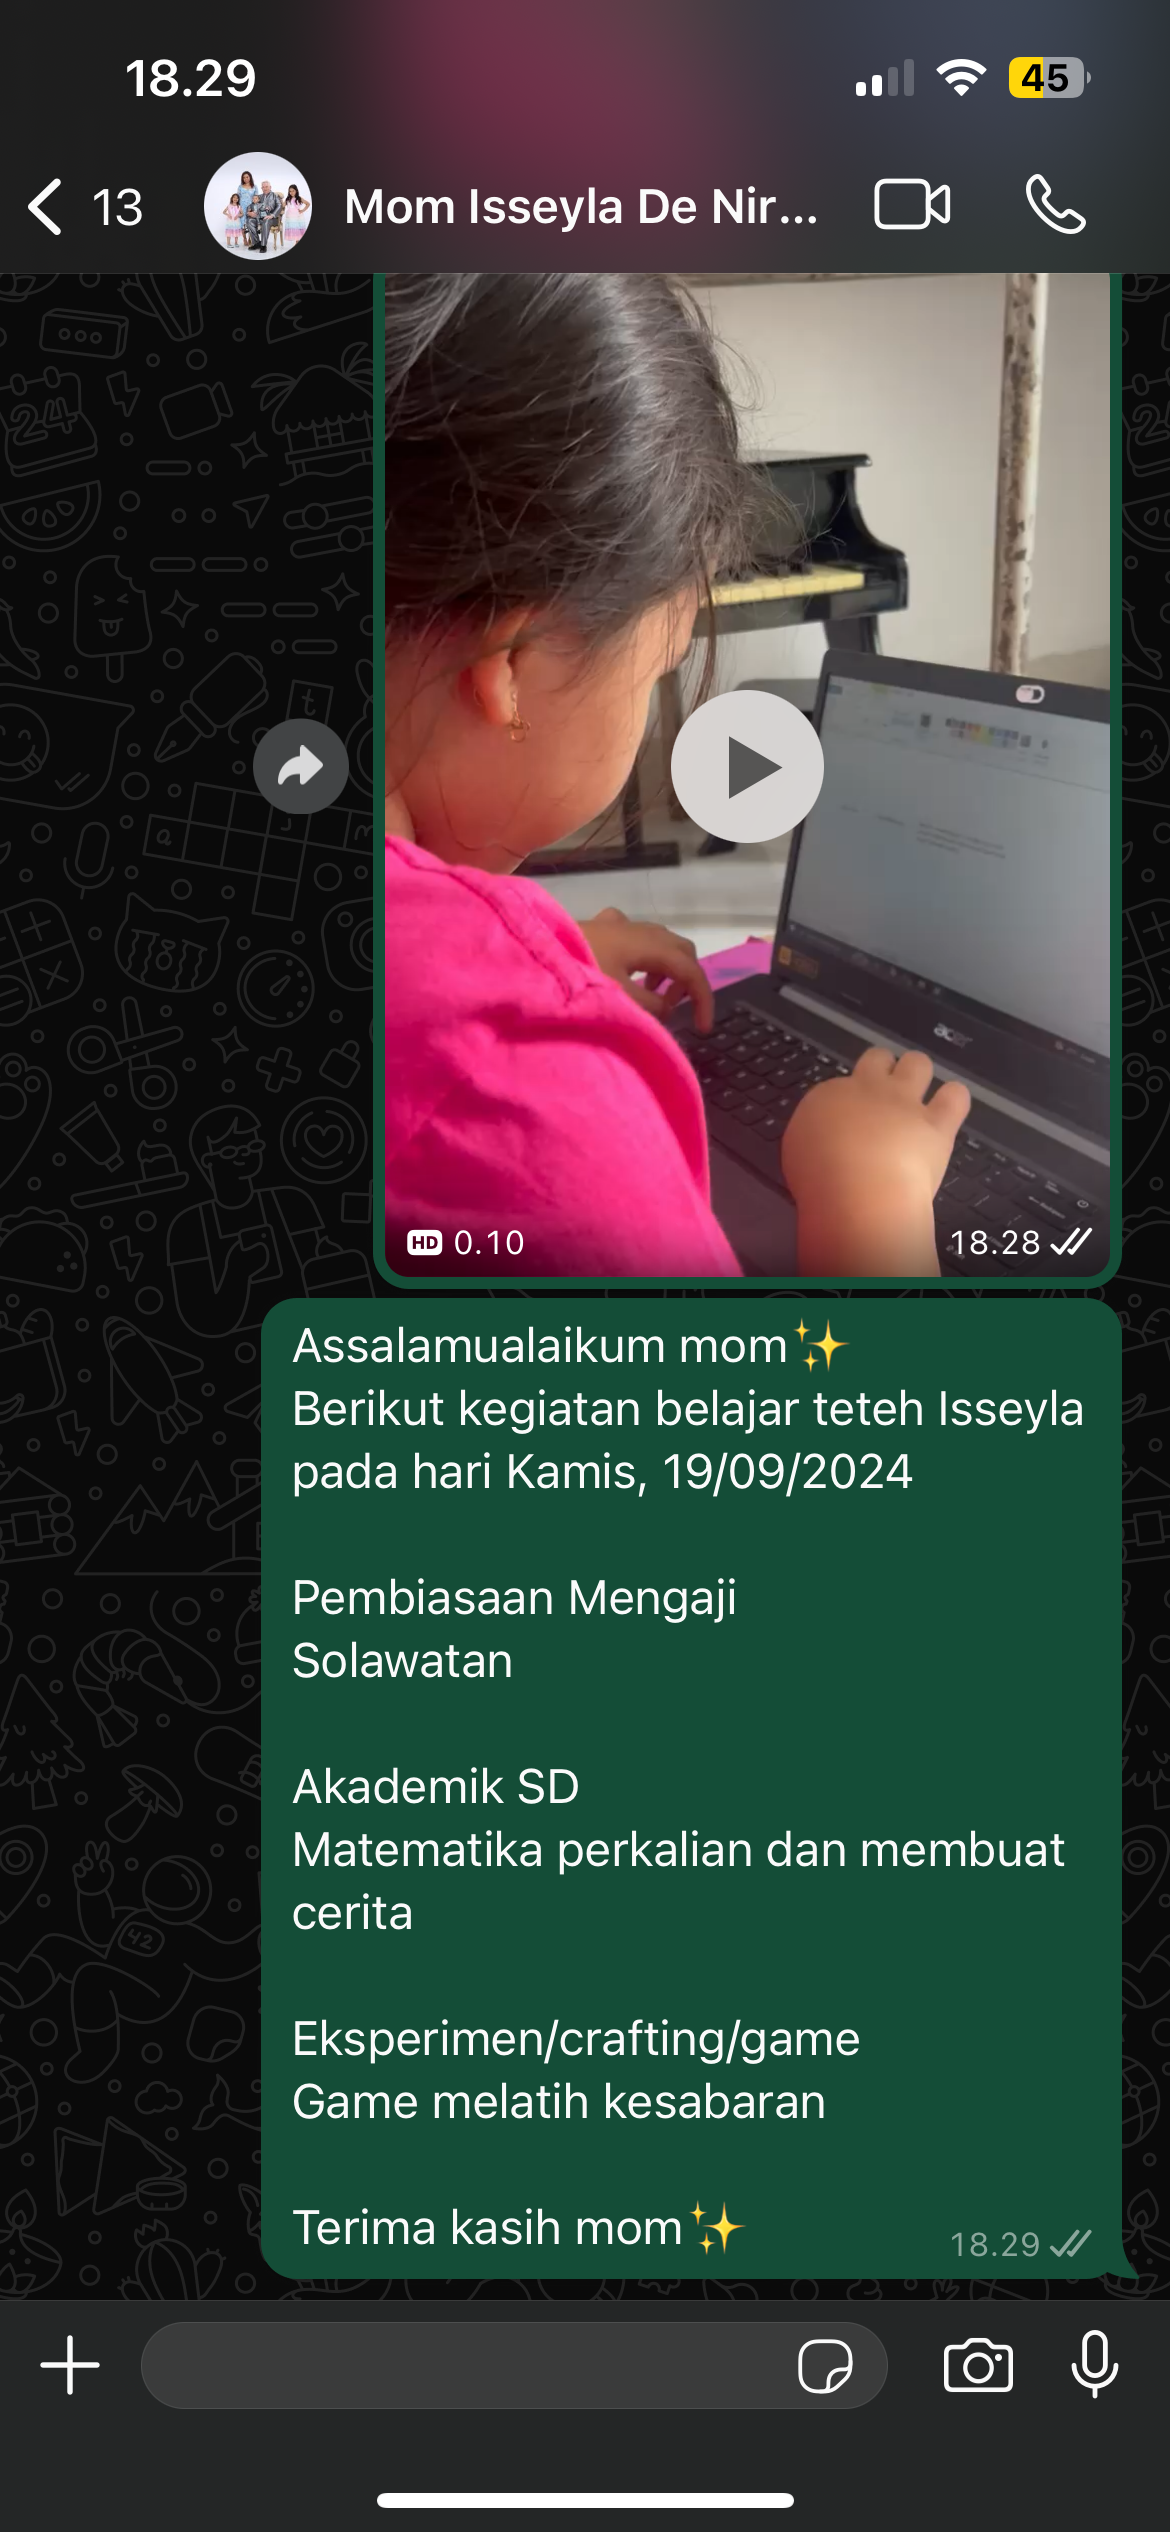 18.29
45
13
Mom Isseyla De Nir...
acer
HD 0.10
18.28
Assalamualaikum mom✨
Berikut kegiatan belajar teteh Isseyla
pada hari Kamis, 19/09/2024
Pembiasaan Mengaji
Solawatan
Akademik SD
Matematika perkalian dan membuat
cerita
Eksperimen/crafting/game
Game melatih kesabaran
Terima kasih mom✨
18.29